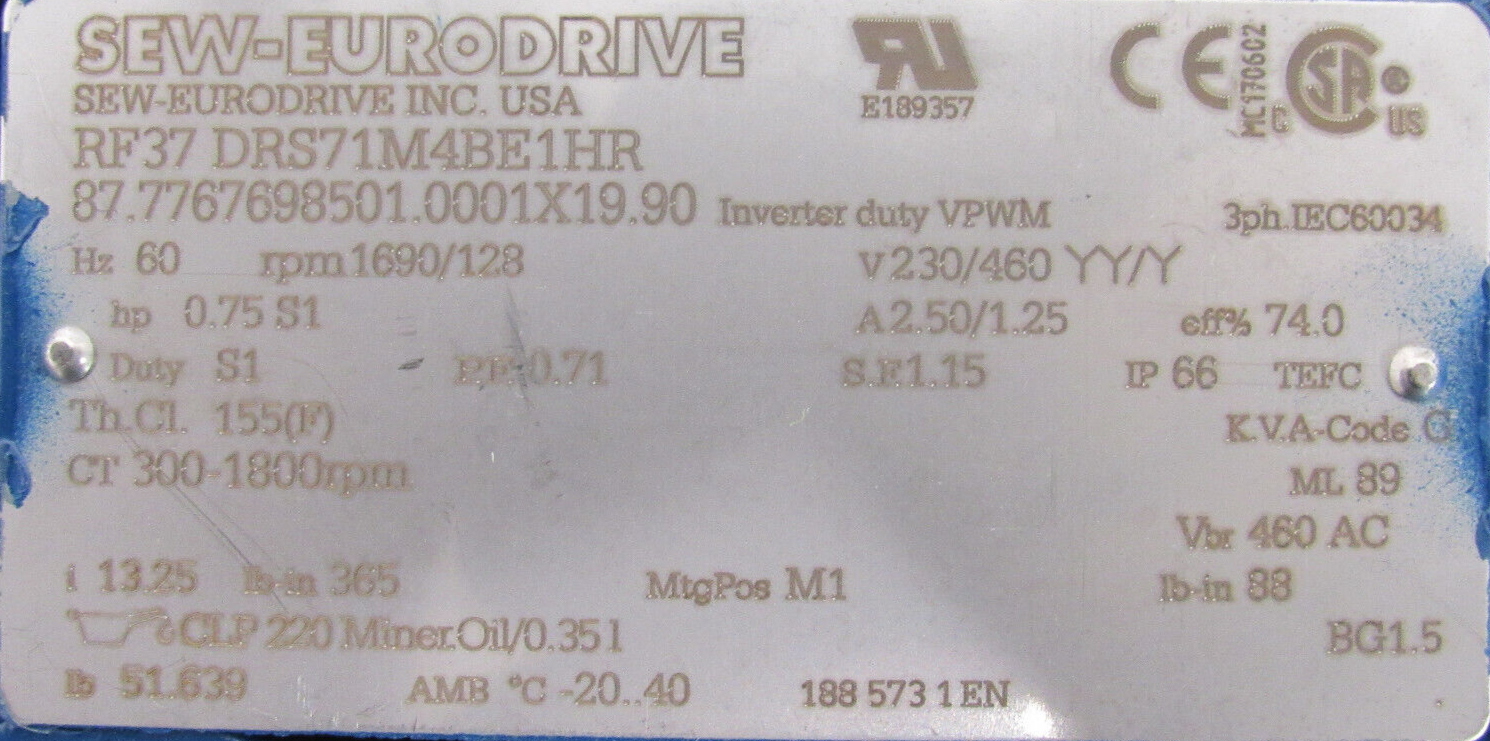 SEW-EURODRIVE
SEW-EURODRIVE INC. USA
E189357
CE
MC170602
C SA US
RF37 DRS71M4BE1HR
87.7767698501.0001X19.90 Inverter duty VPWM 3ph.IEC60034
Hz 60 rpm 1690/128 V 230/460 YY/Y
hp 0.75 S1 A 2.50/1.25 eff% 74.0
Duty S1 P.F. 0.71 S.F.1.15 IP 66 TEFC
Th.Cl. 155(F) K.V.A-Code G
CT 300-1800rpm ML 89
Vbr 460 AC
i 13.25 lb-in 365 MtgPos M1 lb-in 88
CLP 220 Miner.Oil/0.35 l BG1.5
lb 51.639 AMB °C -20..40 188 573 1 EN